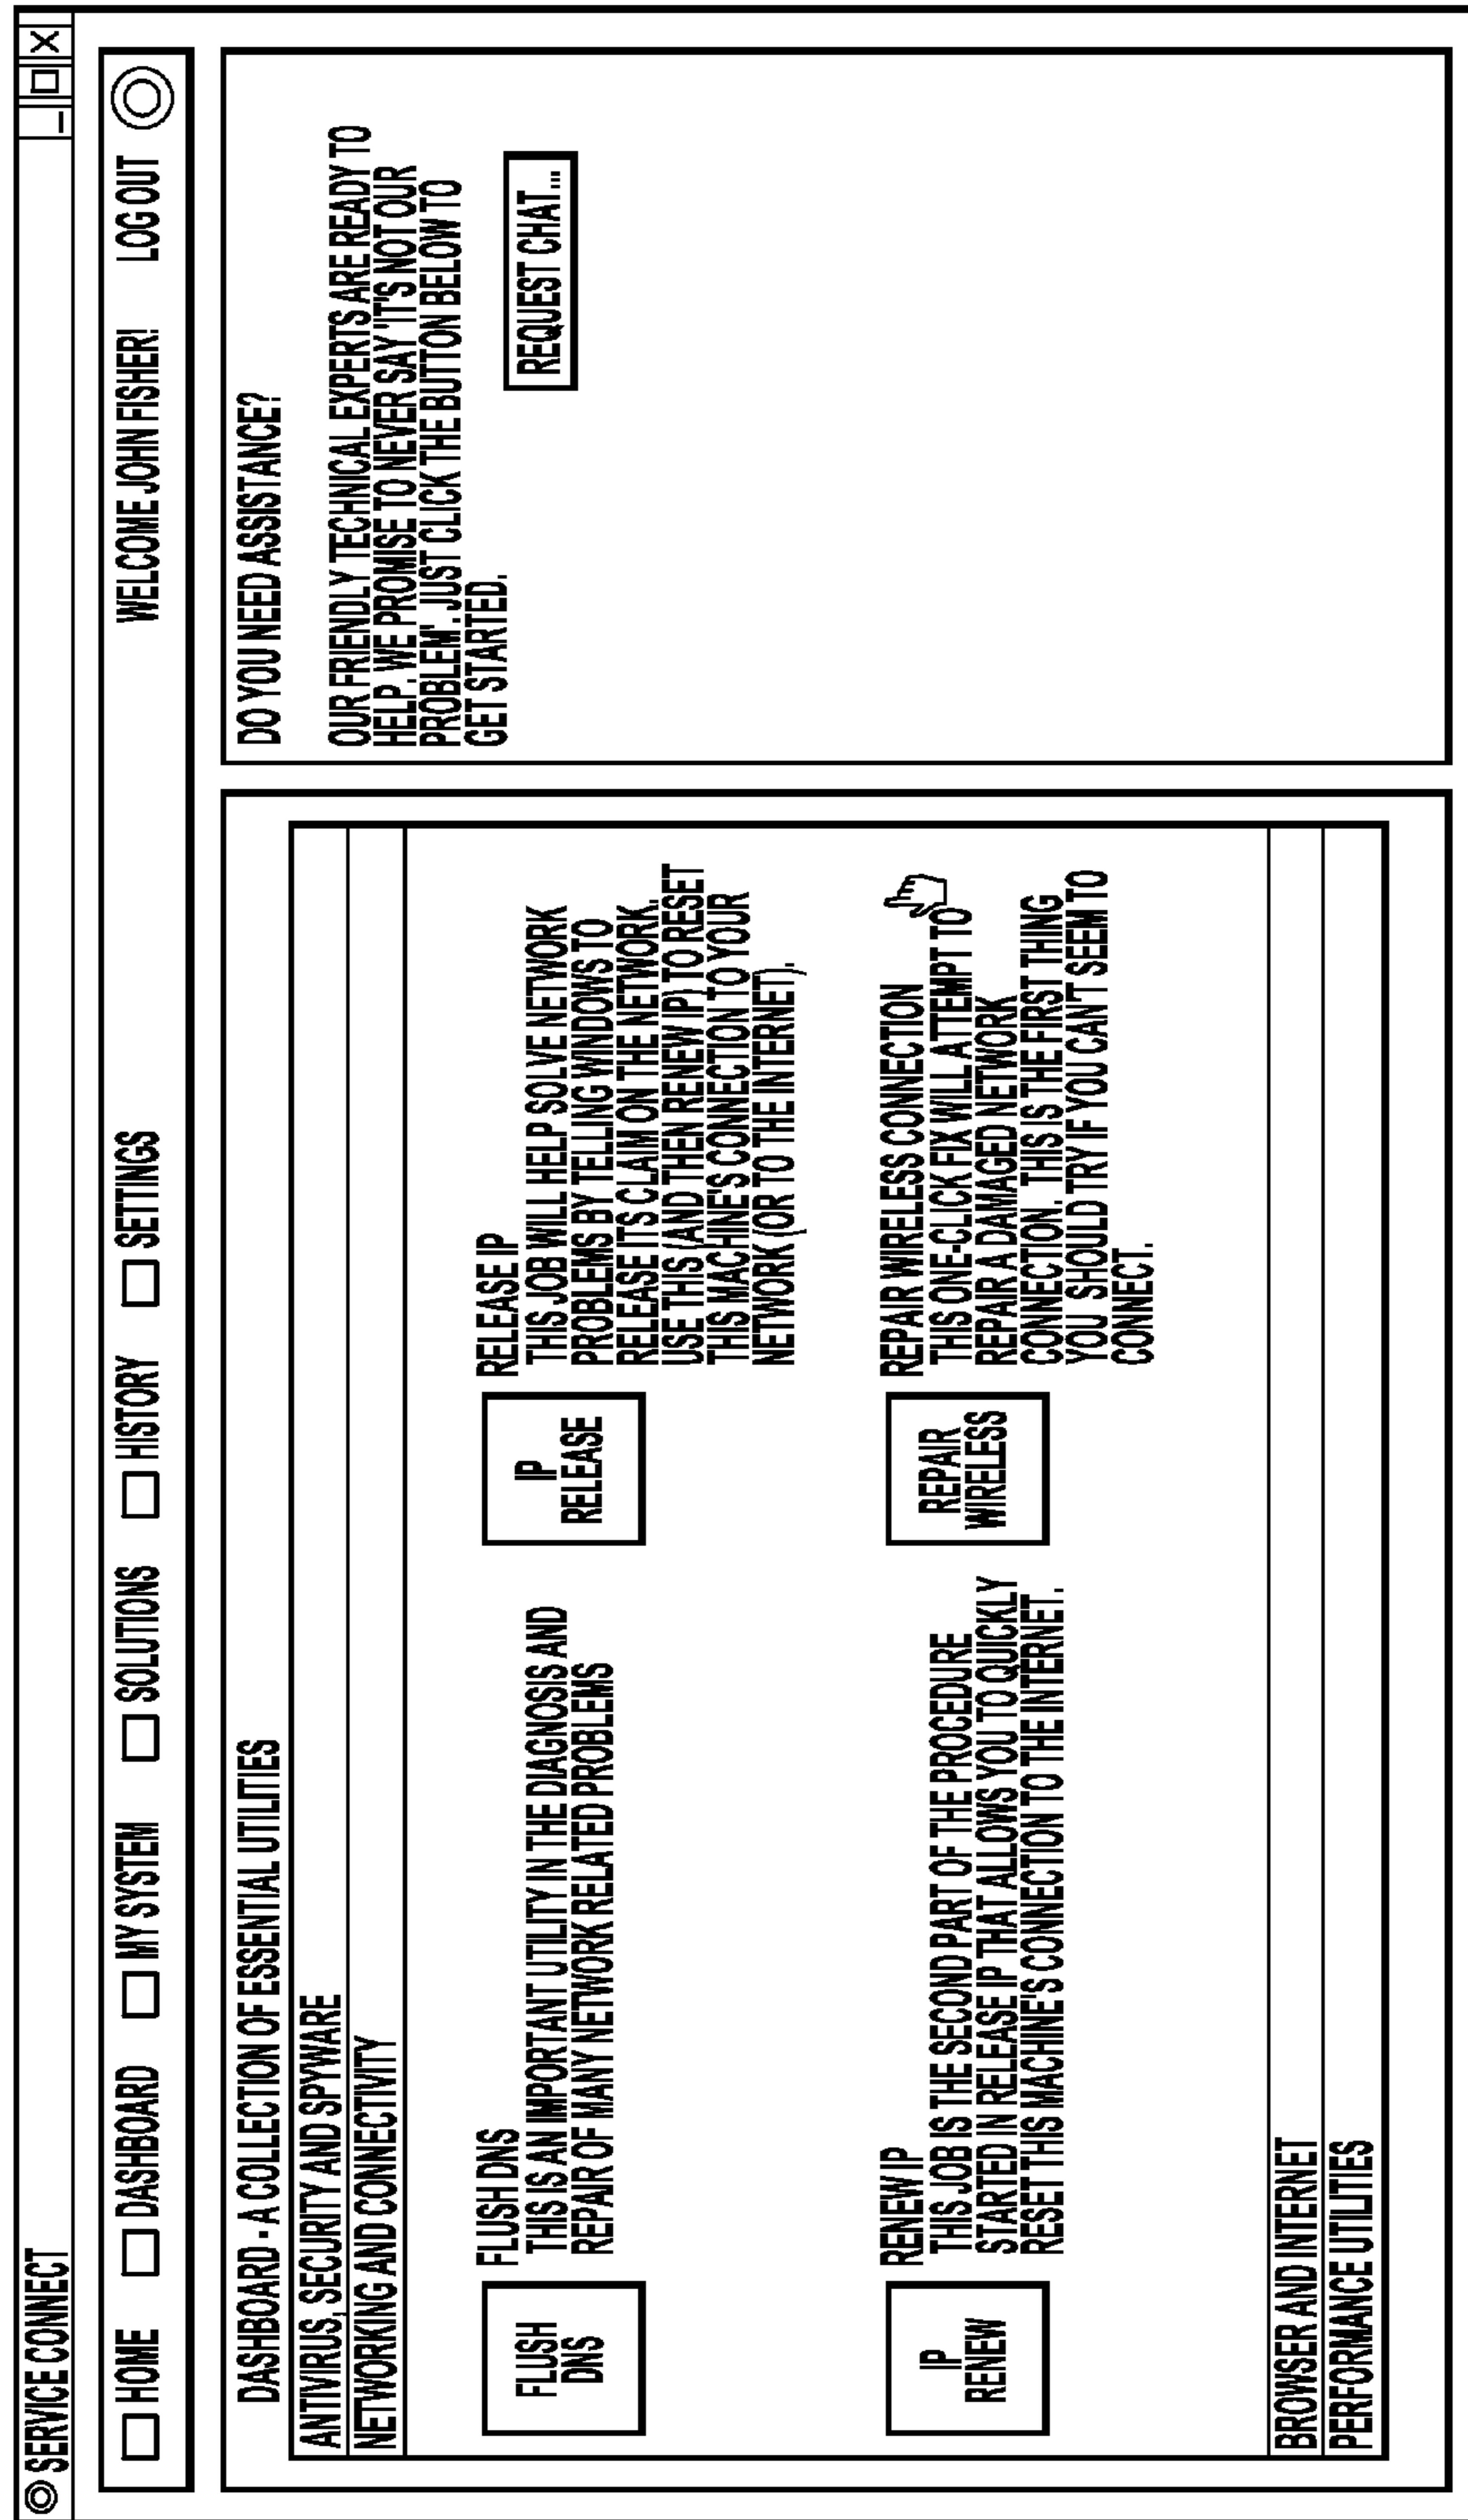 SERVICE CONNECT
HOME
DASHBOARD
MY SYSTEM
SOLUTIONS
HISTORY
SETTINGS
WELCOME JOHN FISHER!
LOG OUT
DASHBOARD - A COLLECTION OF ESSENTIAL UTILITIES
ANTIVIRUS, SECURITY AND SPYWARE
NETWORKING AND CONNECTIVITY
FLUSH
DNS
FLUSH DNS
THIS IS AN IMPORTANT UTILITY IN THE DIAGNOSIS AND
REPAIR OF MANY NETWORK RELATED PROBLEMS
IP
RELEASE
RELEASE IP
THIS JOB WILL HELP SOLVE NETWORK
PROBLEMS BY TELLING WINDOWS TO
RELEASE ITS CLAIM ON THE NETWORK.
USE THIS (AND THEN RENEW IP) TO RESET
THIS MACHINE'S CONNECTION TO YOUR
NETWORK (OR TO THE INTERNET).
IP
RENEW
RENEW IP
THIS JOB IS THE SECOND PART OF THE PROCEDURE
STARTED IN RELEASE IP THAT ALLOWS YOU TO QUICKLY
RESET THIS MACHINE'S CONNECTION TO THE INTERNET.
REPAIR
WIRELESS
REPAIR WIRELESS CONNECTION
THIS ONE-CLICK FIX WILL ATTEMPT TO
REPAIR A DAMAGED NETWORK
CONNECTION. THIS IS THE FIRST THING
YOU SHOULD TRY IF YOU CAN'T SEEM TO
CONNECT.
BROWSER AND INTERNET
PERFORMANCE UTILITIES
DO YOU NEED ASSISTANCE?
OUR FRIENDLY TECHNICAL EXPERTS ARE READY TO
HELP. WE PROMISE TO NEVER SAY 'IT'S NOT OUR
PROBLEM'. JUST CLICK THE BUTTON BELOW TO
GET STARTED.
REQUEST CHAT...